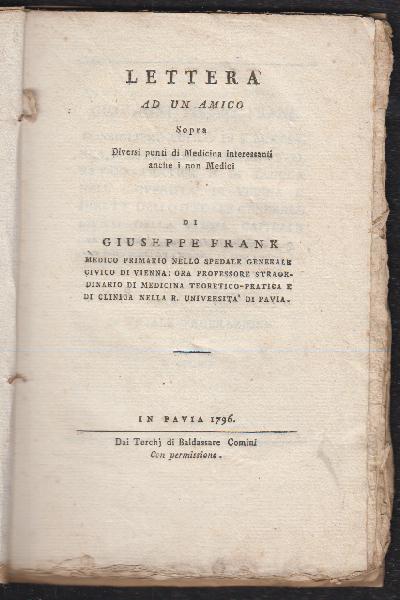 LETTERA
AD UN AMICO
Sopra
Diversi punti di Medicina interessanti
anche i non Medici
DI
GIUSEPPE FRANK
MEDICO PRIMARIO NELLO SPEDALE GENERALE
CIVICO DI VIENNA: ORA PROFESSORE STRAOR-
DINARIO DI MEDICINA TEORETICO-PRATICA E
DI CLINICA NELLA R. UNIVERSITA' DI PAVIA.
IN PAVIA 1796.
Dai Torchj di Baldassare Comini
Con permissione.